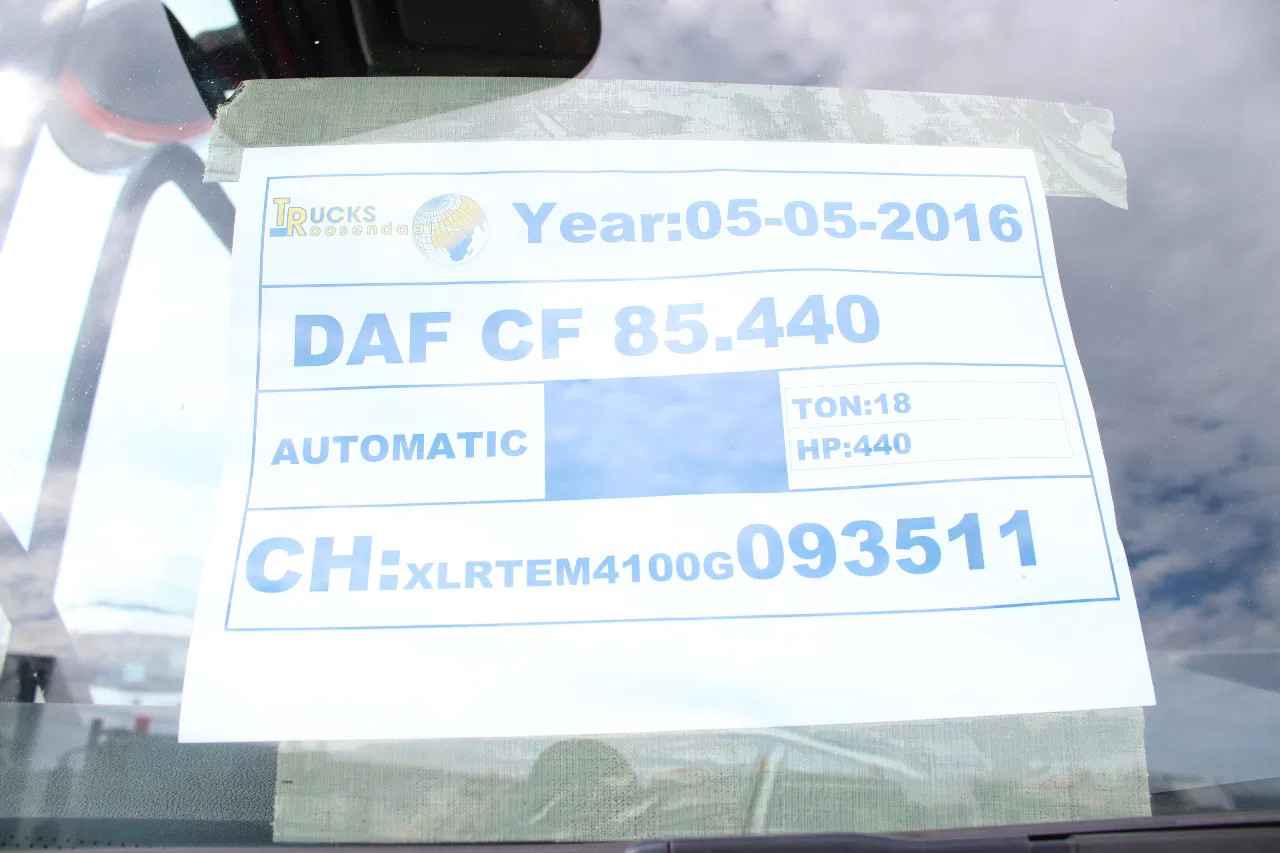 TRUCKS
Roosendaal
Year:05-05-2016
DAF CF 85.440
AUTOMATIC
TON:18
HP:440
CH:XLRTEM4100G093511